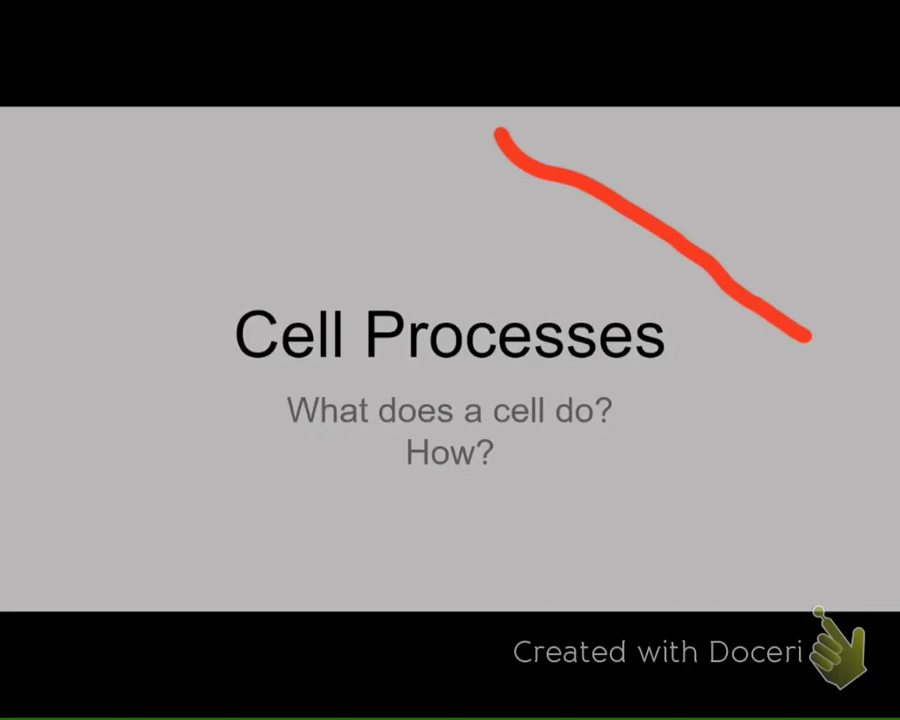 Cell Processes
What does a cell do?
How?
Created with Doceri